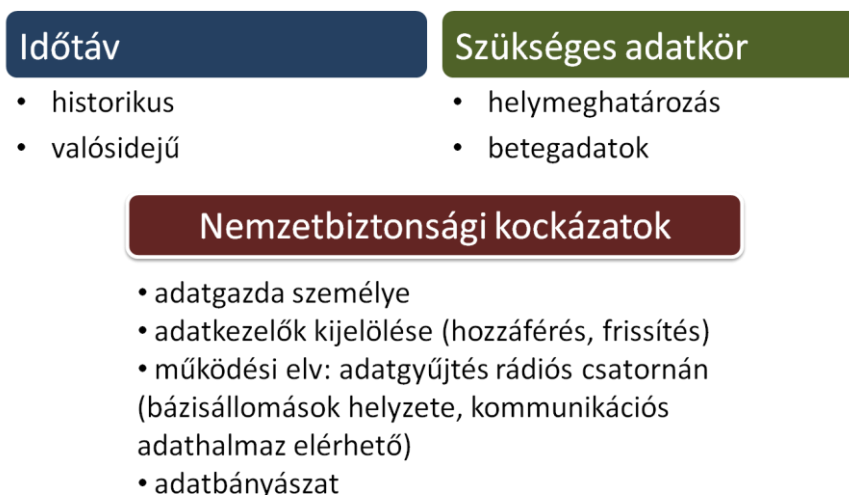 Időtáv
• historikus
• valósidejű
Szükséges adatkör
• helymeghatározás
• betegadatok
Nemzetbiztonsági kockázatok
• adatgazda személye
• adatkezelők kijelölése (hozzáférés, frissítés)
• működési elv: adatgyűjtés rádiós csatornán
(bázisállomások helyzete, kommunikációs
adathalmaz elérhető)
• adatbányászat